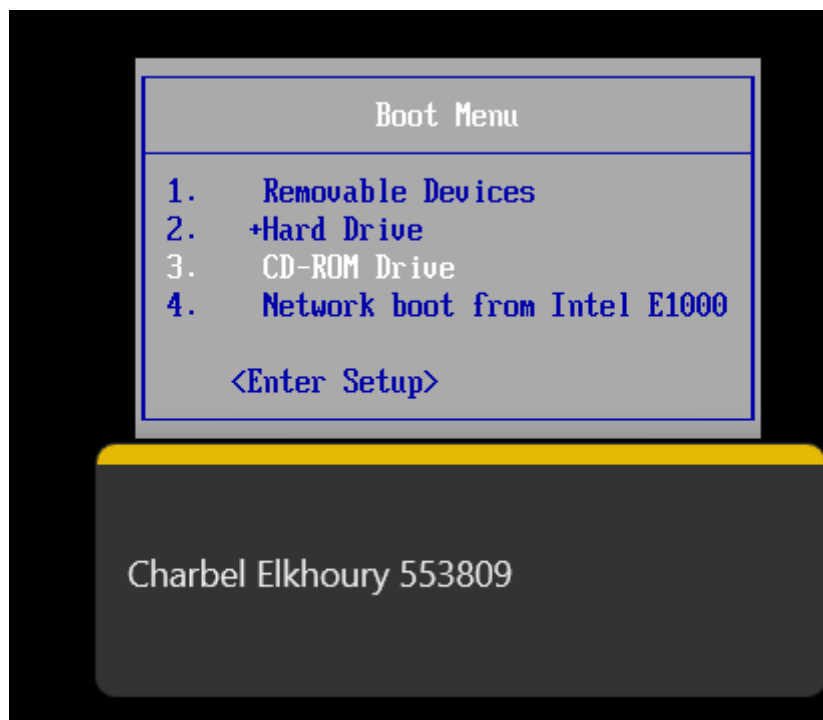 Boot Menu
1. Removable Devices
2. +Hard Drive
3. CD-ROM Drive
4. Network boot from Intel E1000
<Enter Setup>
Charbel Elkhoury 553809